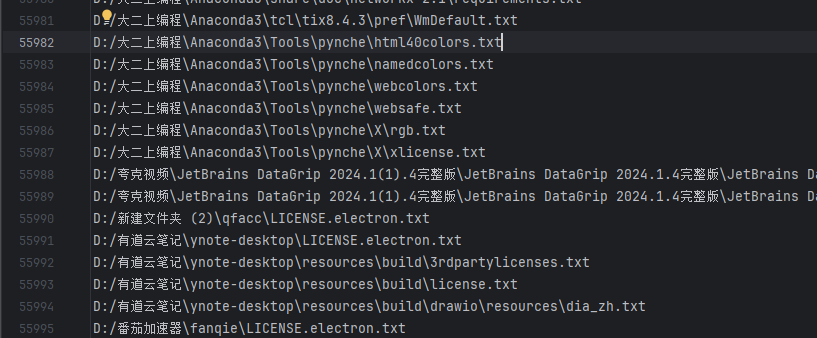 55981 D:/大二上编程\Anaconda3\tcl\tix8.4.3\pref\WmDefault.txt
55982 D:/大二上编程\Anaconda3\Tools\pynche\html40colors.txt
55983 D:/大二上编程\Anaconda3\Tools\pynche\namedcolors.txt
55984 D:/大二上编程\Anaconda3\Tools\pynche\webcolors.txt
55985 D:/大二上编程\Anaconda3\Tools\pynche\websafe.txt
55986 D:/大二上编程\Anaconda3\Tools\pynche\X\rgb.txt
55987 D:/大二上编程\Anaconda3\Tools\pynche\X\xlicense.txt
55988 D:/夸克视频\JetBrains DataGrip 2024.1(1).4完整版\JetBrains DataGrip 2024.1.4完整版\JetBrains Da
55989 D:/夸克视频\JetBrains DataGrip 2024.1(1).4完整版\JetBrains DataGrip 2024.1.4完整版\JetBrains Da
55990 D:/新建文件夹 (2)\qfacc\LICENSE.electron.txt
55991 D:/有道云笔记\ynote-desktop\LICENSE.electron.txt
55992 D:/有道云笔记\ynote-desktop\resources\build\3rdpartylicenses.txt
55993 D:/有道云笔记\ynote-desktop\resources\build\license.txt
55994 D:/有道云笔记\ynote-desktop\resources\build\drawio\resources\dia_zh.txt
55995 D:/番茄加速器\fanqie\LICENSE.electron.txt